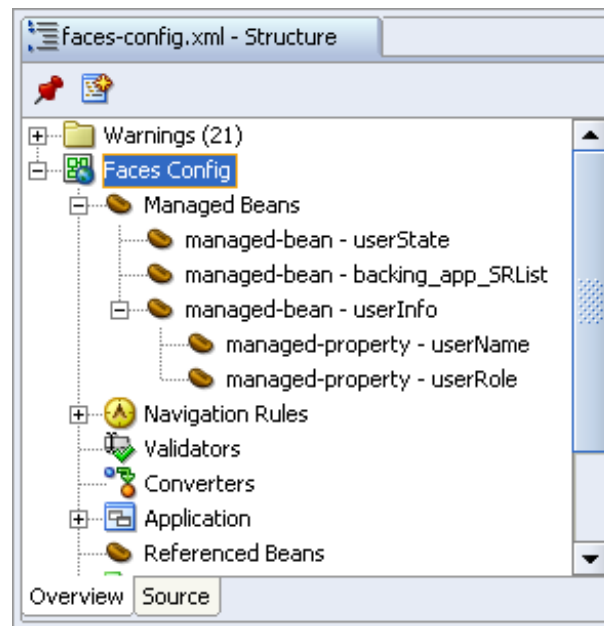 faces-config.xml - Structure
Warnings (21)
Faces Config
Managed Beans
managed-bean - userState
managed-bean - backing_app_SRList
managed-bean - userInfo
managed-property - userName
managed-property - userRole
Navigation Rules
Validators
Converters
Application
Referenced Beans
Overview Source